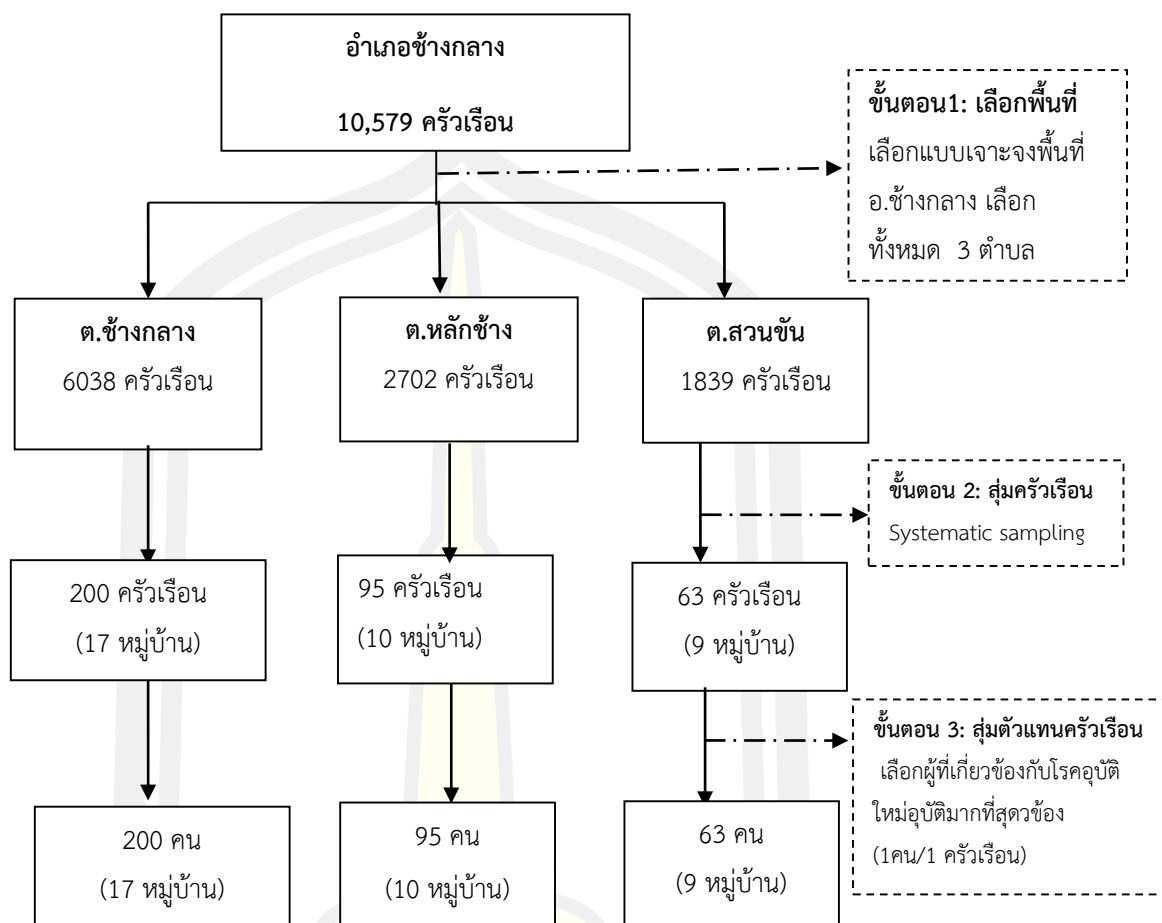 อำเภอช้างกลาง
10,579 ครัวเรือน
ขั้นตอน1: เลือกพื้นที่
เลือกแบบเจาะจงพื้นที่
อ.ช้างกลาง เลือก
ทั้งหมด 3 ตำบล
ต.ช้างกลาง
6038 ครัวเรือน
ต.หลักช้าง
2702 ครัวเรือน
ต.สวนขัน
1839 ครัวเรือน
ขั้นตอน 2: สุ่มครัวเรือน
Systematic sampling
200 ครัวเรือน
(17 หมู่บ้าน)
95 ครัวเรือน
(10 หมู่บ้าน)
63 ครัวเรือน
(9 หมู่บ้าน)
ขั้นตอน 3: สุ่มตัวแทนครัวเรือน
เลือกผู้ที่เกี่ยวข้องกับโรคอุบัติ
ใหม่อุบัติมากที่สุดวข้อง
(1คน/1 ครัวเรือน)
200 คน
(17 หมู่บ้าน)
95 คน
(10 หมู่บ้าน)
63 คน
(9 หมู่บ้าน)